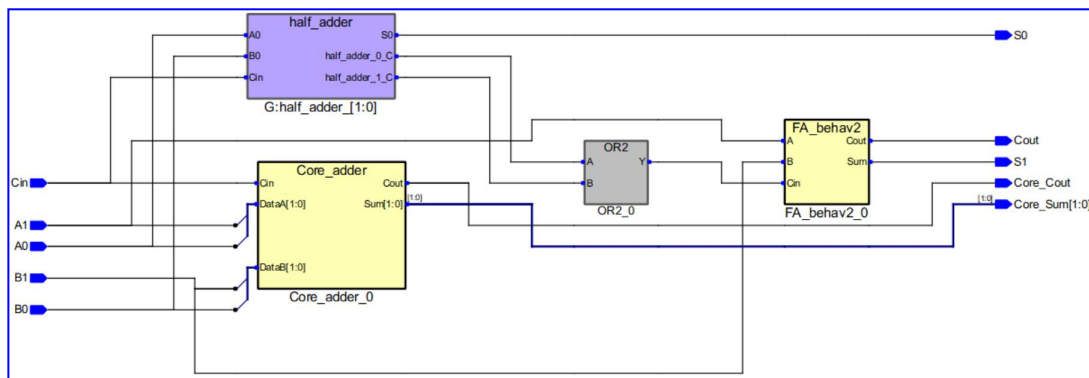 half_adder
A0
S0
B0
half_adder_0_C
Cin
half_adder_1_C
G:half_adder_[1:0]
S0
FA_behav2
A
Cout
B
Sum
Cin
FA_behav2_0
OR2
A
Y
B
OR2_0
Core_adder
Cin
Cout
DataA[1:0]
Sum[1:0]
[1:0]
DataB[1:0]
Core_adder_0
Cin
A1
A0
B1
B0
Cout
S1
Core_Cout
[1:0]
Core_Sum[1:0]